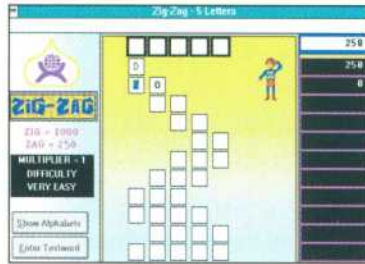 Zig-Zag - 5 Letters
ZIG-ZAG
ZIG = 1000
ZAG = 250
MULTIPLIER = 1
DIFFICULTY
VERY EASY
Show Alphabets
Enter Testword
D
O
250
250
0